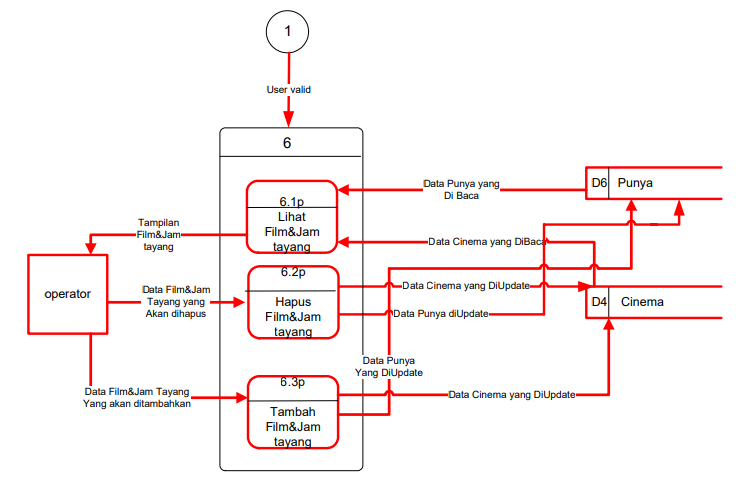 1
User valid
6
6.1p
Lihat
Film&Jam
tayang
Data Punya yang
Di Baca
D6
Punya
Tampilan
Film&Jam
tayang
Data Cinema yang DiBaca
operator
Data Film&Jam
Tayang yang
Akan dihapus
6.2p
Hapus
Film&Jam
tayang
Data Cinema yang DiUpdate
Data Punya diUpdate
D4
Cinema
Data Punya
Yang DiUpdate
Data Film&Jam Tayang
Yang akan ditambahkan
6.3p
Tambah
Film&Jam
tayang
Data Cinema yang DiUpdate